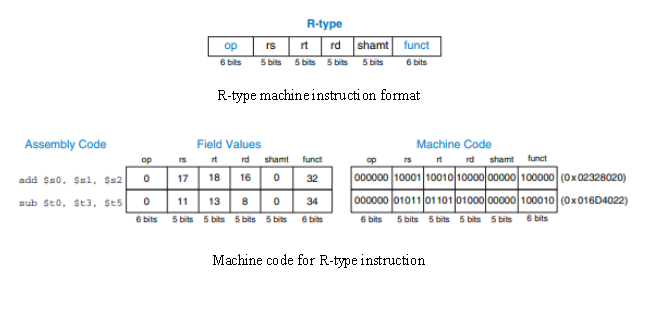 R-type
op rs rt rd shamt funct
6 bits 5 bits 5 bits 5 bits 5 bits 6 bits
R-type machine instruction format
Assembly Code Field Values Machine Code
op rs rt rd shamt funct op rs rt rd shamt funct
add $s0, $s1, $s2 0 17 18 16 0 32 000000 10001 10010 10000 00000 100000 (0x02328020)
sub $t0, $t3, $t5 0 11 13 8 0 34 000000 01011 01101 01000 00000 100010 (0x016D4022)
6 bits 5 bits 5 bits 5 bits 5 bits 6 bits 6 bits 5 bits 5 bits 5 bits 5 bits 6 bits
Machine code for R-type instruction